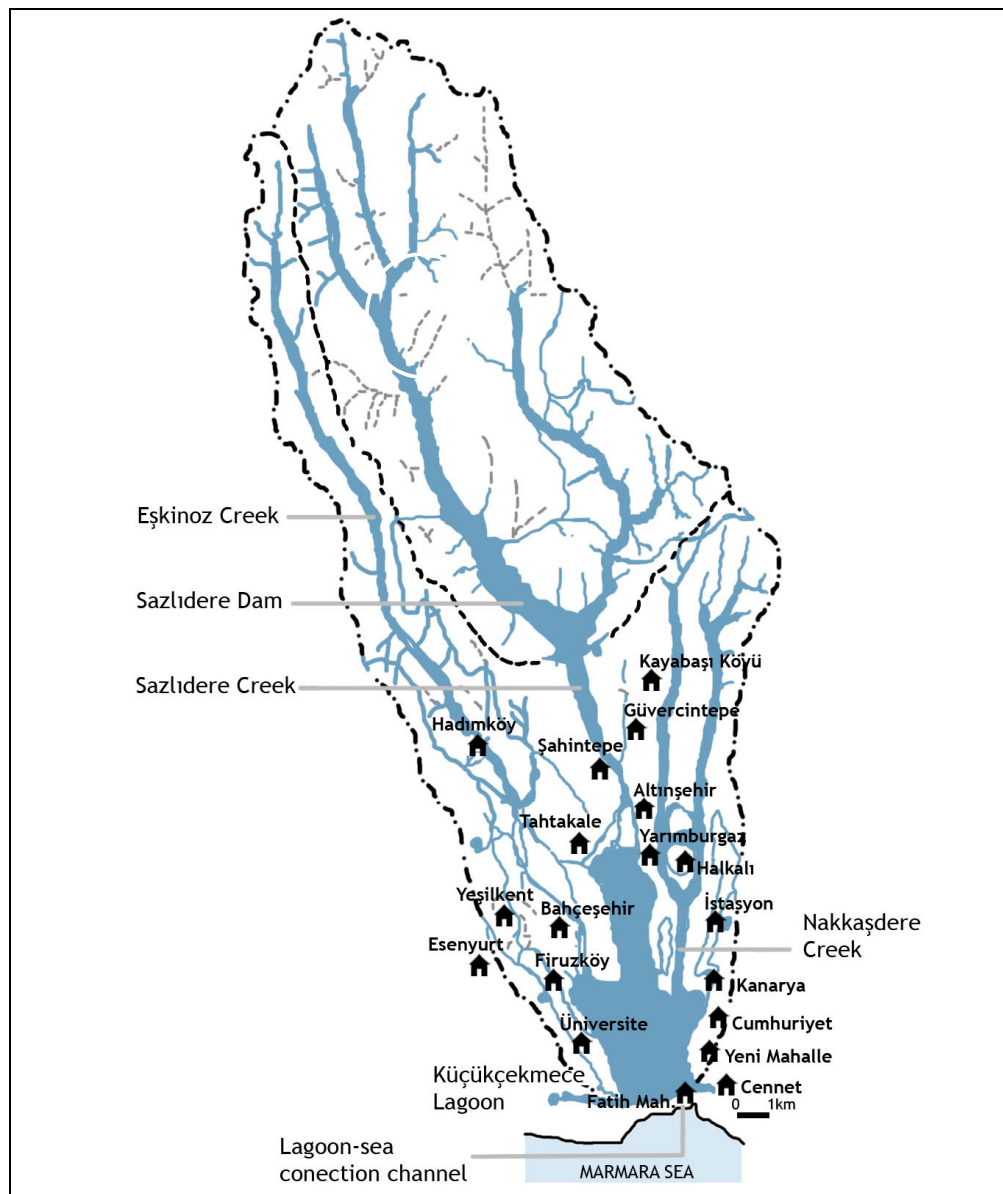 Eşkinoz Creek
Sazlıdere Dam
Sazlıdere Creek
Kayabaşı Köyü
Güvercintepe
Hadımköy
Şahintepe
Altınşehir
Tahtakale
Yarımburgaz
Halkalı
Yeşilkent
Bahçeşehir
İstasyon
Nakkaşdere
Creek
Esenyurt
Firuzköy
Kanarya
Üniversite
Cumhuriyet
Yeni Mahalle
Küçükçekmece
Lagoon
Fatih Mah.
Cennet
0 1km
Lagoon-sea
conection channel
MARMARA SEA